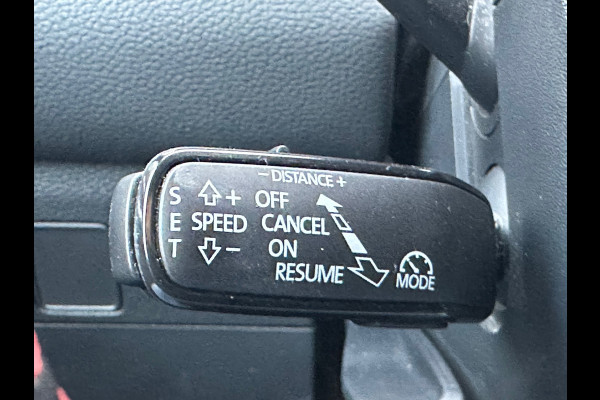 − DISTANCE +
S + OFF
E SPEED CANCEL
T − ON
RESUME
MODE